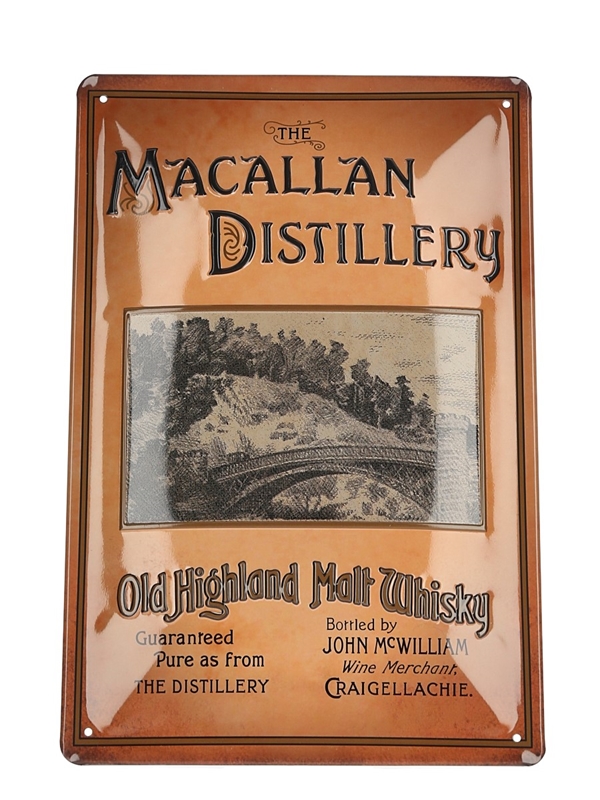 THE
MACALLAN
DISTILLERY
Old Highland Malt Whisky
Guaranteed
Pure as from
THE DISTILLERY
Bottled by
JOHN McWILLIAM
Wine Merchant,
CRAIGELLACHIE.